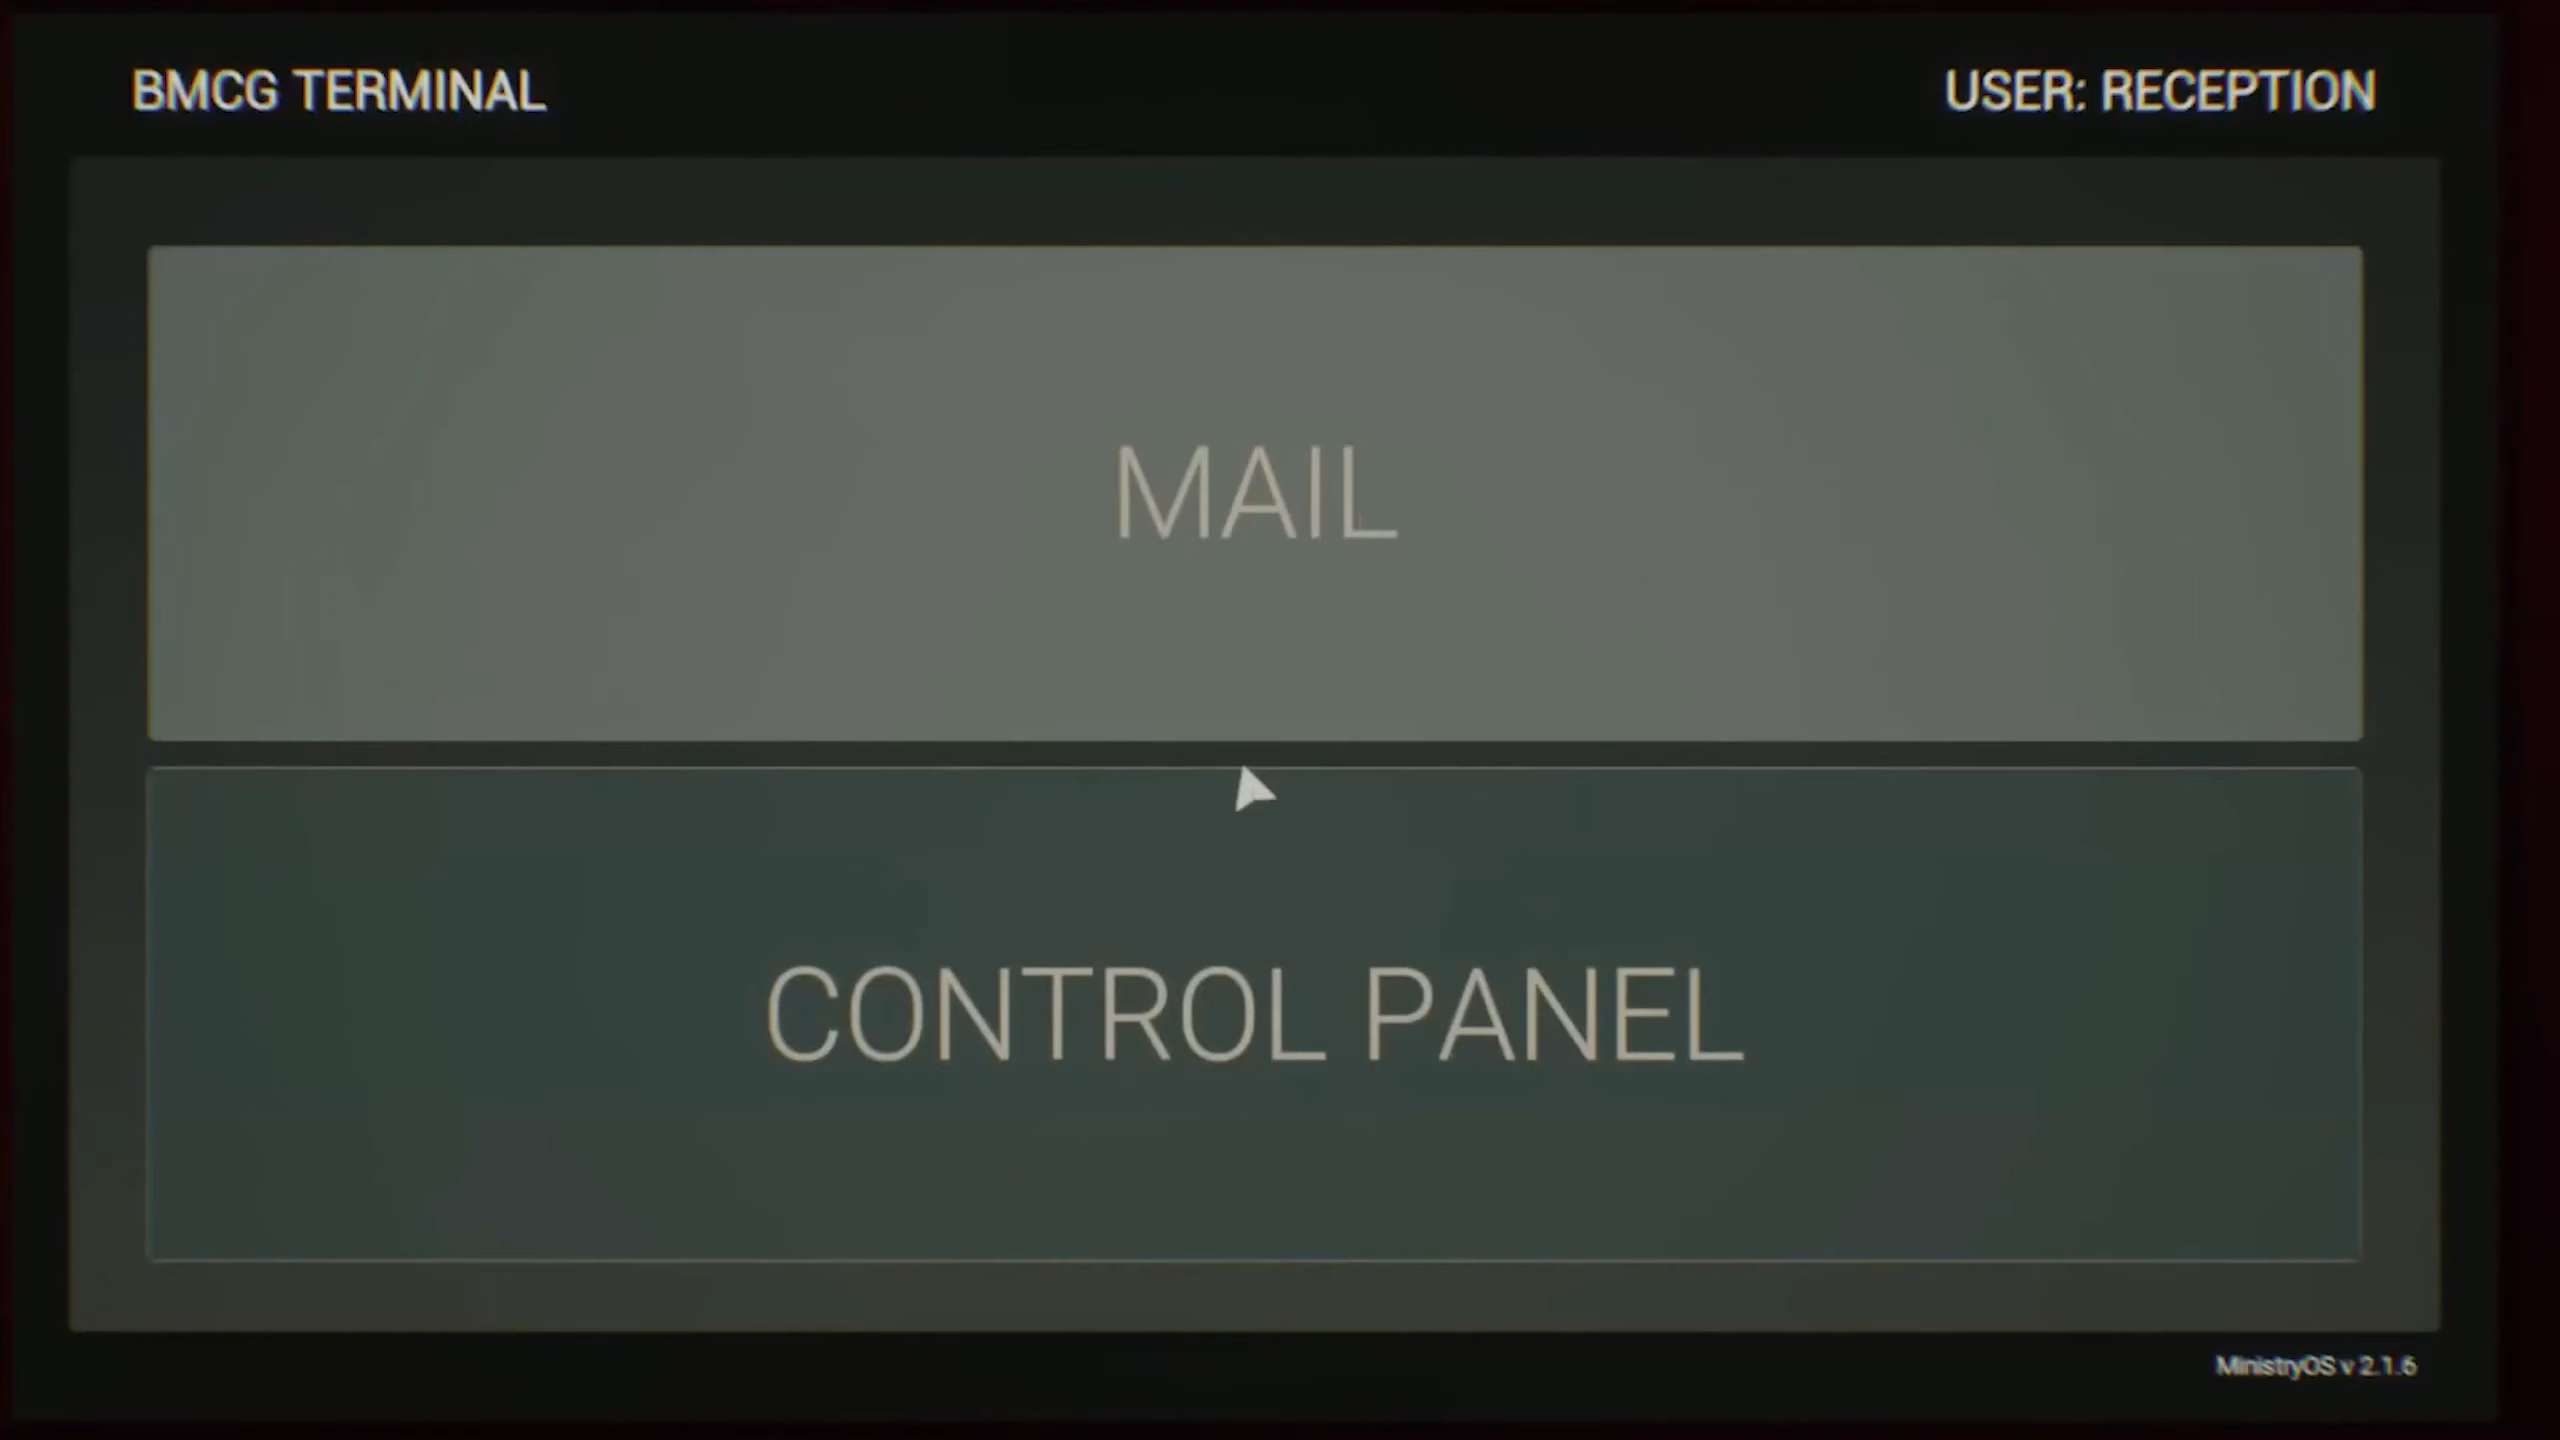 BMCG TERMINAL
USER: RECEPTION
MAIL
CONTROL PANEL
MinistryOS v 2.1.6